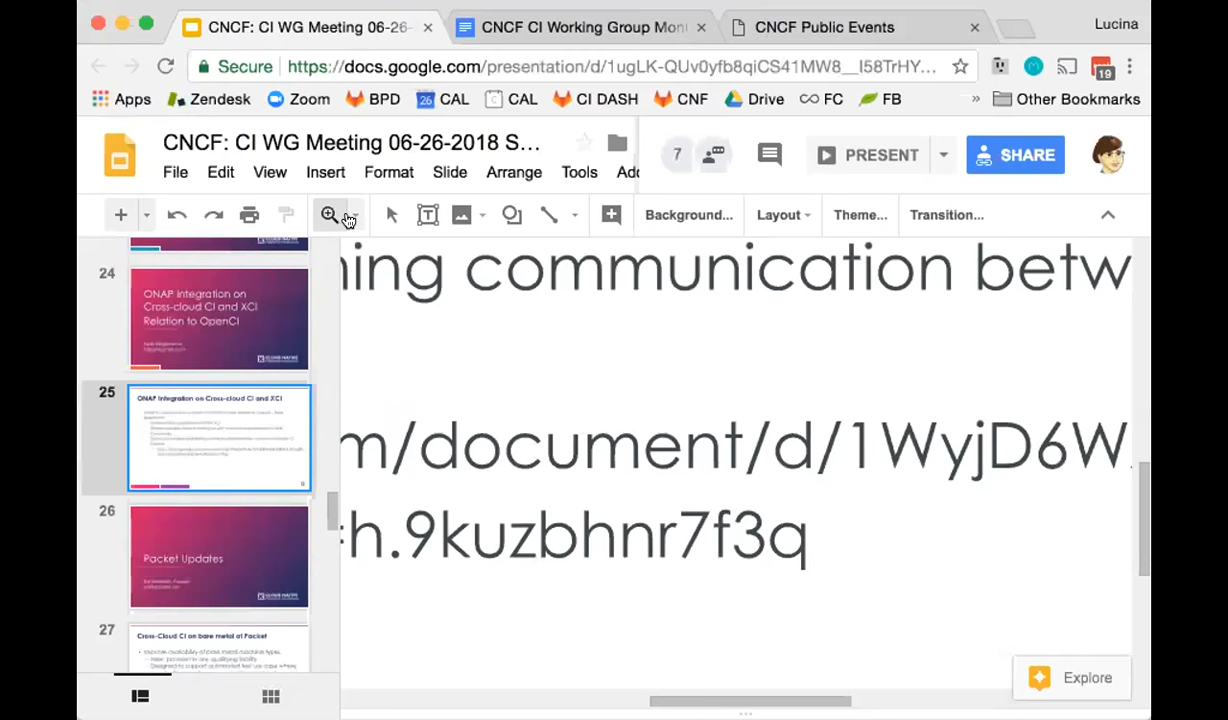 CNCF: CI WG Meeting 06-26-
CNCF CI Working Group Mon
CNCF Public Events
Lucina
Secure https://docs.google.com/presentation/d/1ugLK-QUv0yfb8qiCS41MW8__I58TrHY...
19
Apps Zendesk Zoom BPD 26 CAL CAL CI DASH CNF Drive FC FB » Other Bookmarks
CNCF: CI WG Meeting 06-26-2018 S...
7 PRESENT SHARE
File Edit View Insert Format Slide Arrange Tools Add
Background... Layout Theme... Transition...
24
ONAP Integration on
Cross-cloud CI and XCI
Relation to OpenCI
25
ONAP Integration on Cross-cloud CI and XCI
26
Packet Updates
27
Cross-Cloud CI on bare metal at Packet
ning communication betw
m/document/d/1WyjD6W
=h.9kuzbhnr7f3q
Explore